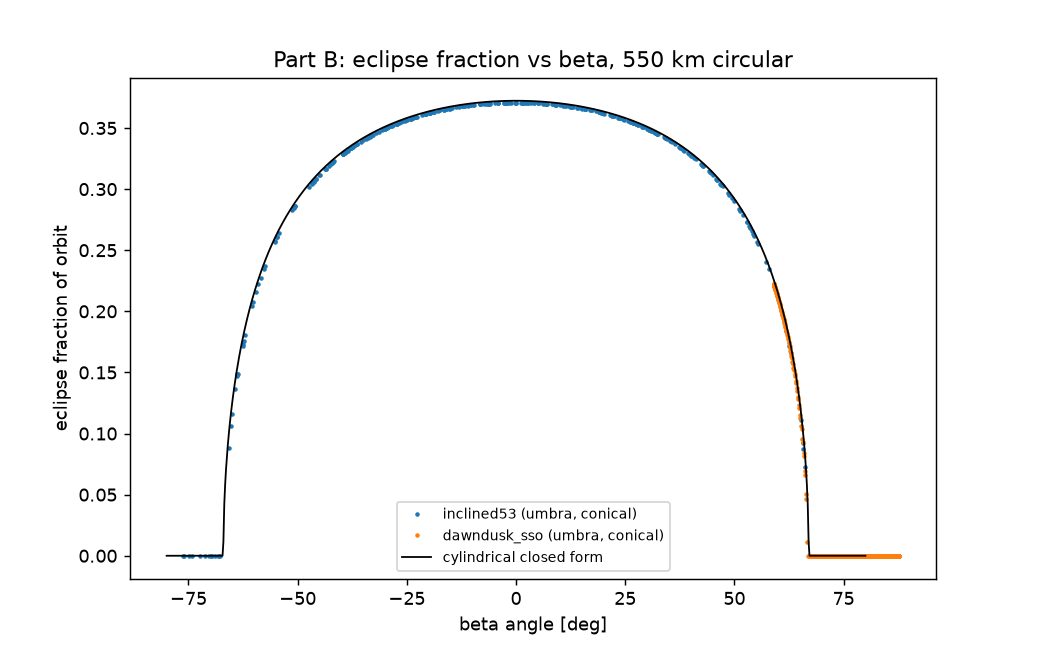 Part B: eclipse fraction vs beta, 550 km circular
eclipse fraction of orbit
0.35
0.30
0.25
0.20
0.15
0.10
0.05
0.00
inclined53 (umbra, conical)
dawndusk_sso (umbra, conical)
cylindrical closed form
−75
−50
−25
0
25
50
75
beta angle [deg]